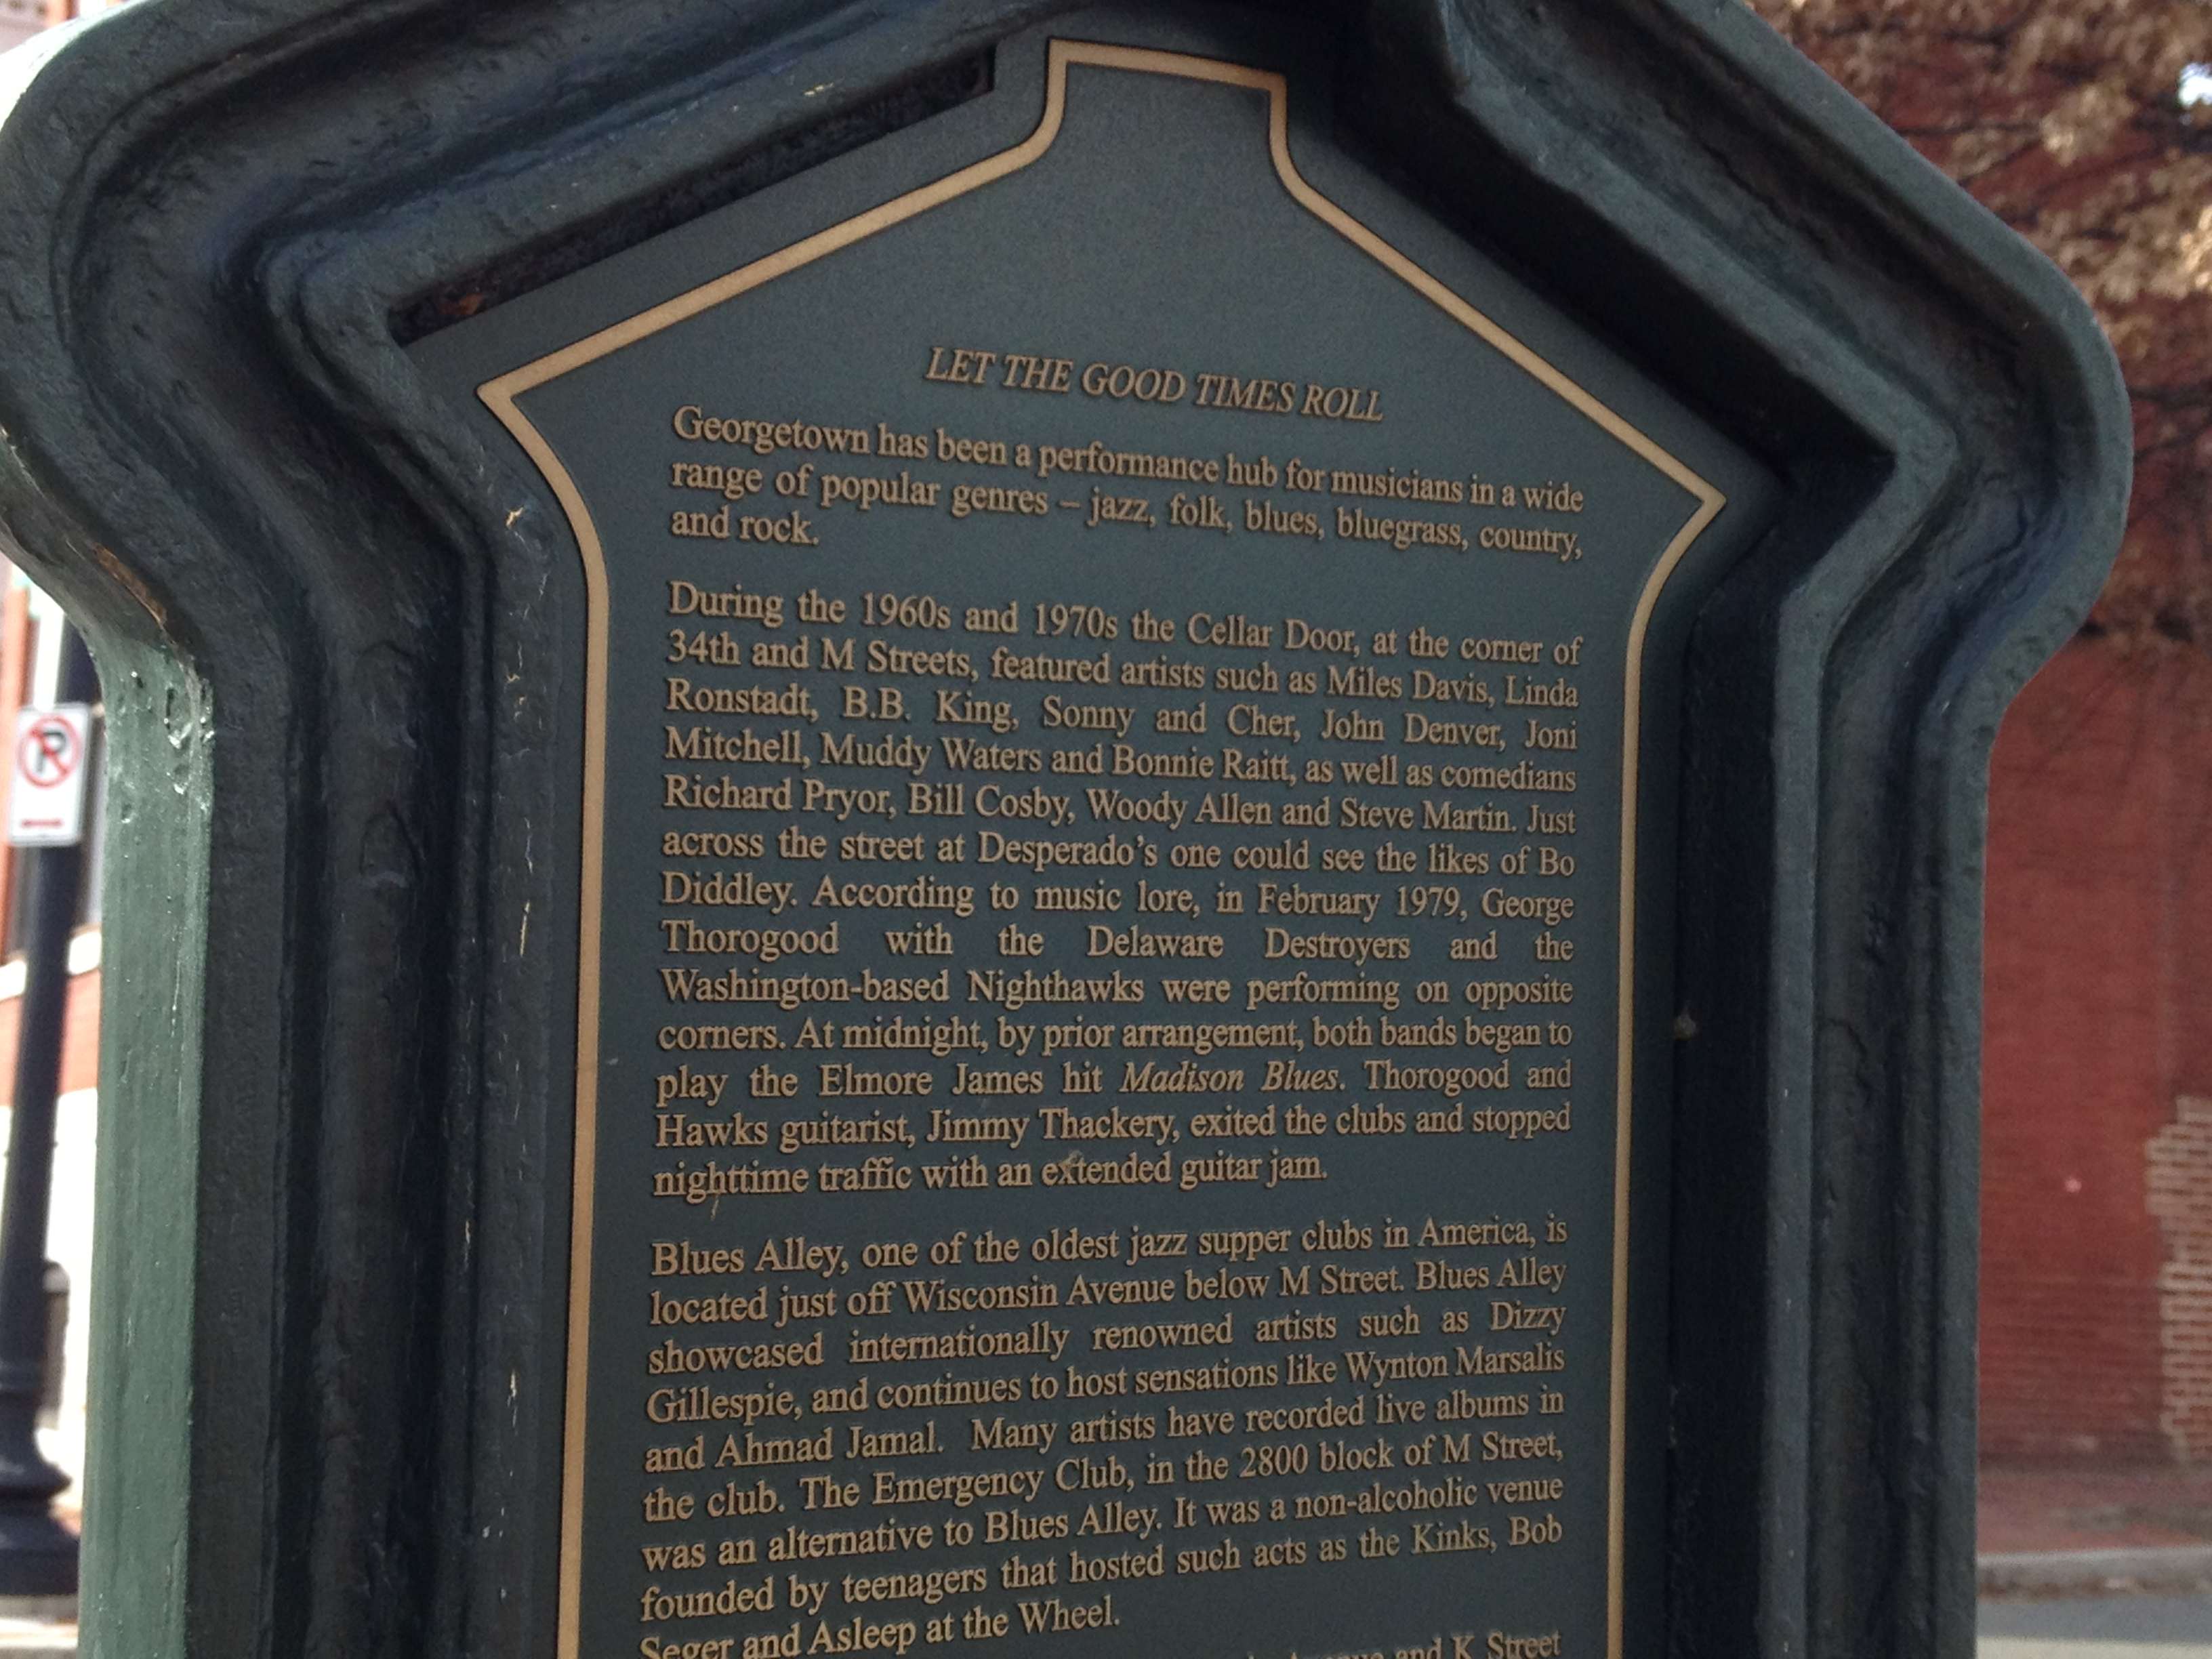 LET THE GOOD TIMES ROLL
Georgetown has been a performance hub for musicians in a wide
range of popular genres – jazz, folk, blues, bluegrass, country,
and rock.
During the 1960s and 1970s the Cellar Door, at the corner of
34th and M Streets, featured artists such as Miles Davis, Linda
Ronstadt, B.B. King, Sonny and Cher, John Denver, Joni
Mitchell, Muddy Waters and Bonnie Raitt, as well as comedians
Richard Pryor, Bill Cosby, Woody Allen and Steve Martin. Just
across the street at Desperado’s one could see the likes of Bo
Diddley. According to music lore, in February 1979, George
Thorogood with the Delaware Destroyers and the
Washington-based Nighthawks were performing on opposite
corners. At midnight, by prior arrangement, both bands began to
play the Elmore James hit Madison Blues. Thorogood and
Hawks guitarist, Jimmy Thackery, exited the clubs and stopped
nighttime traffic with an extended guitar jam.
Blues Alley, one of the oldest jazz supper clubs in America, is
located just off Wisconsin Avenue below M Street. Blues Alley
showcased internationally renowned artists such as Dizzy
Gillespie, and continues to host sensations like Wynton Marsalis
and Ahmad Jamal. Many artists have recorded live albums in
the club. The Emergency Club, in the 2800 block of M Street,
was an alternative to Blues Alley. It was a non-alcoholic venue
founded by teenagers that hosted such acts as the Kinks, Bob
Seger and Asleep at the Wheel.
and K Street
P